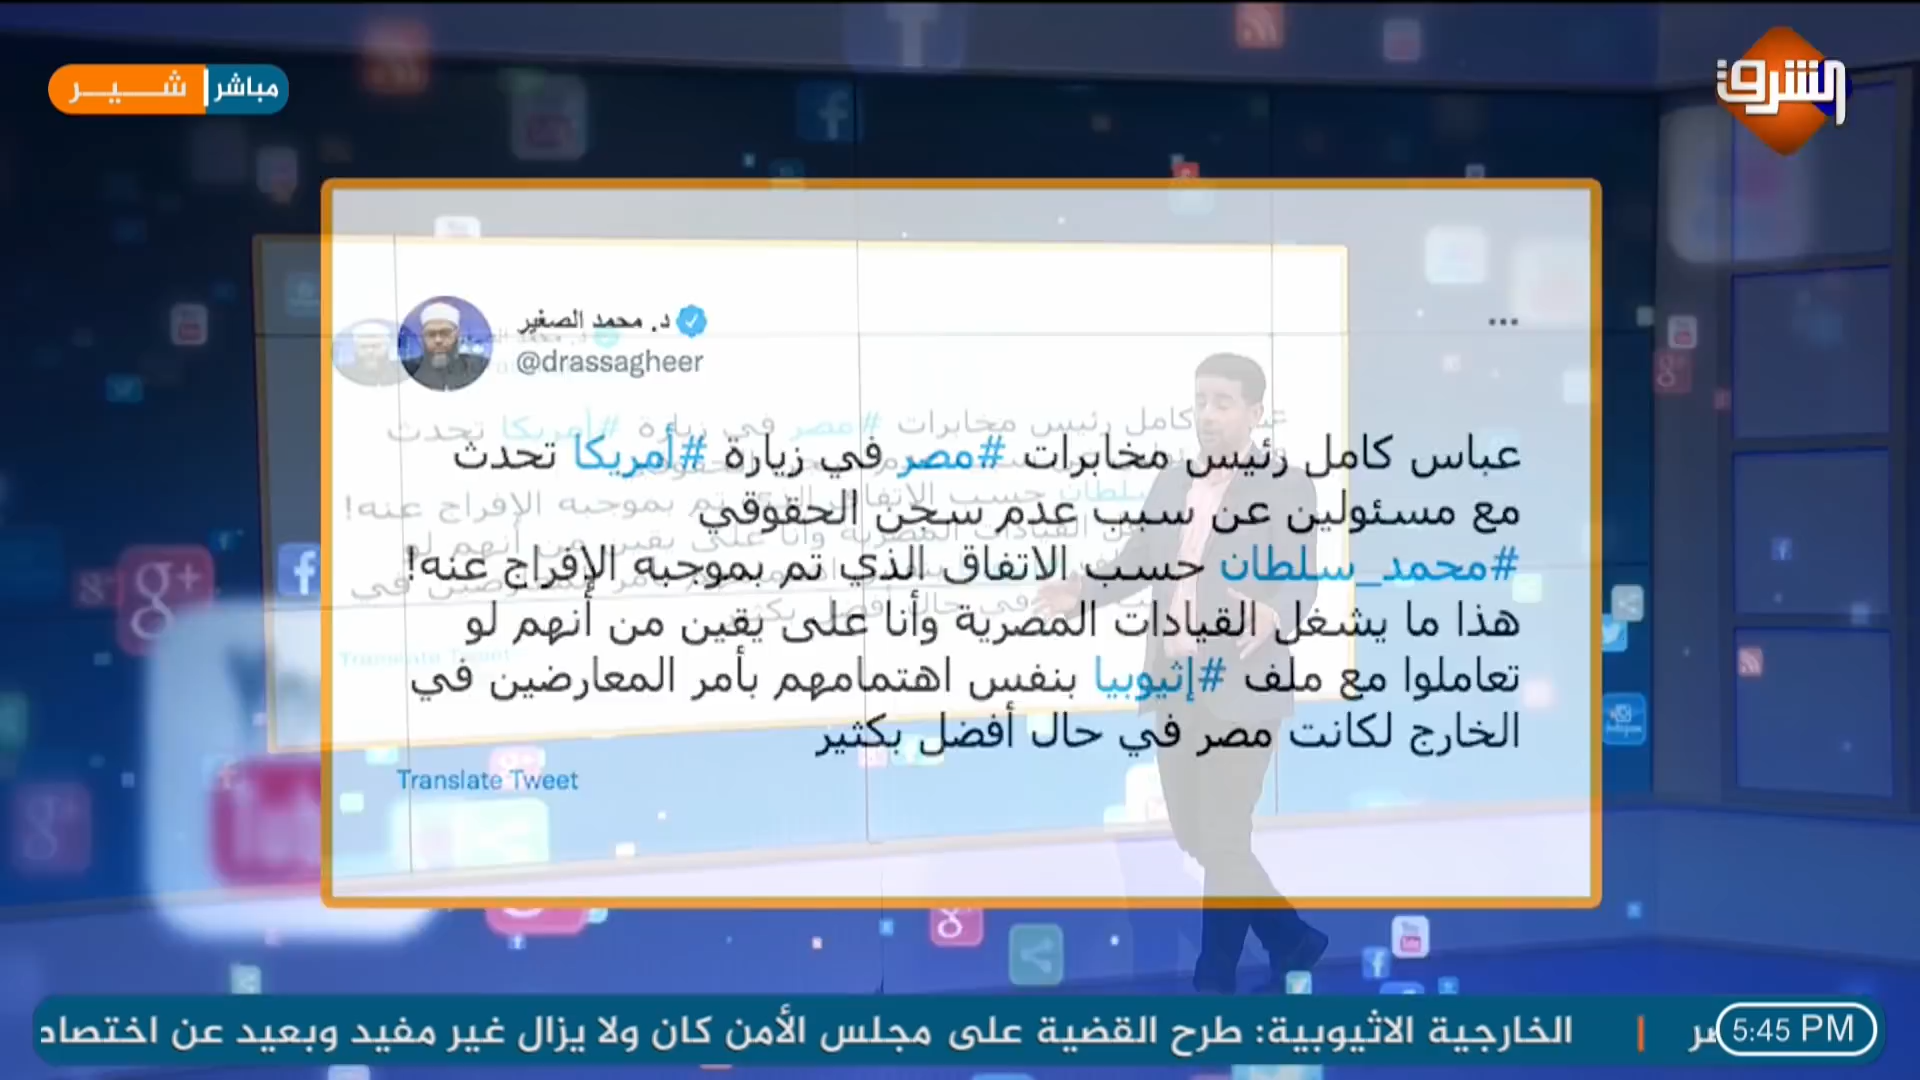 مباشر شير
الشرق
د. محمد الصغير
@drassagheer
عباس كامل رئيس مخابرات #مصر في زيارة #أمريكا تحدث
مع مسئولين عن سبب عدم سجن الحقوقي
#محمد_سلطان حسب الاتفاق الذي تم بموجبه الإفراج عنه!
هذا ما يشغل القيادات المصرية وأنا على يقين من أنهم لو
تعاملوا مع ملف #إثيوبيا بنفس اهتمامهم بأمر المعارضين في
الخارج لكانت مصر في حال أفضل بكثير
Translate Tweet
الخارجية الاثيوبية: طرح القضية على مجلس الأمن كان ولا يزال غير مفيد وبعيد عن
5:45 PM